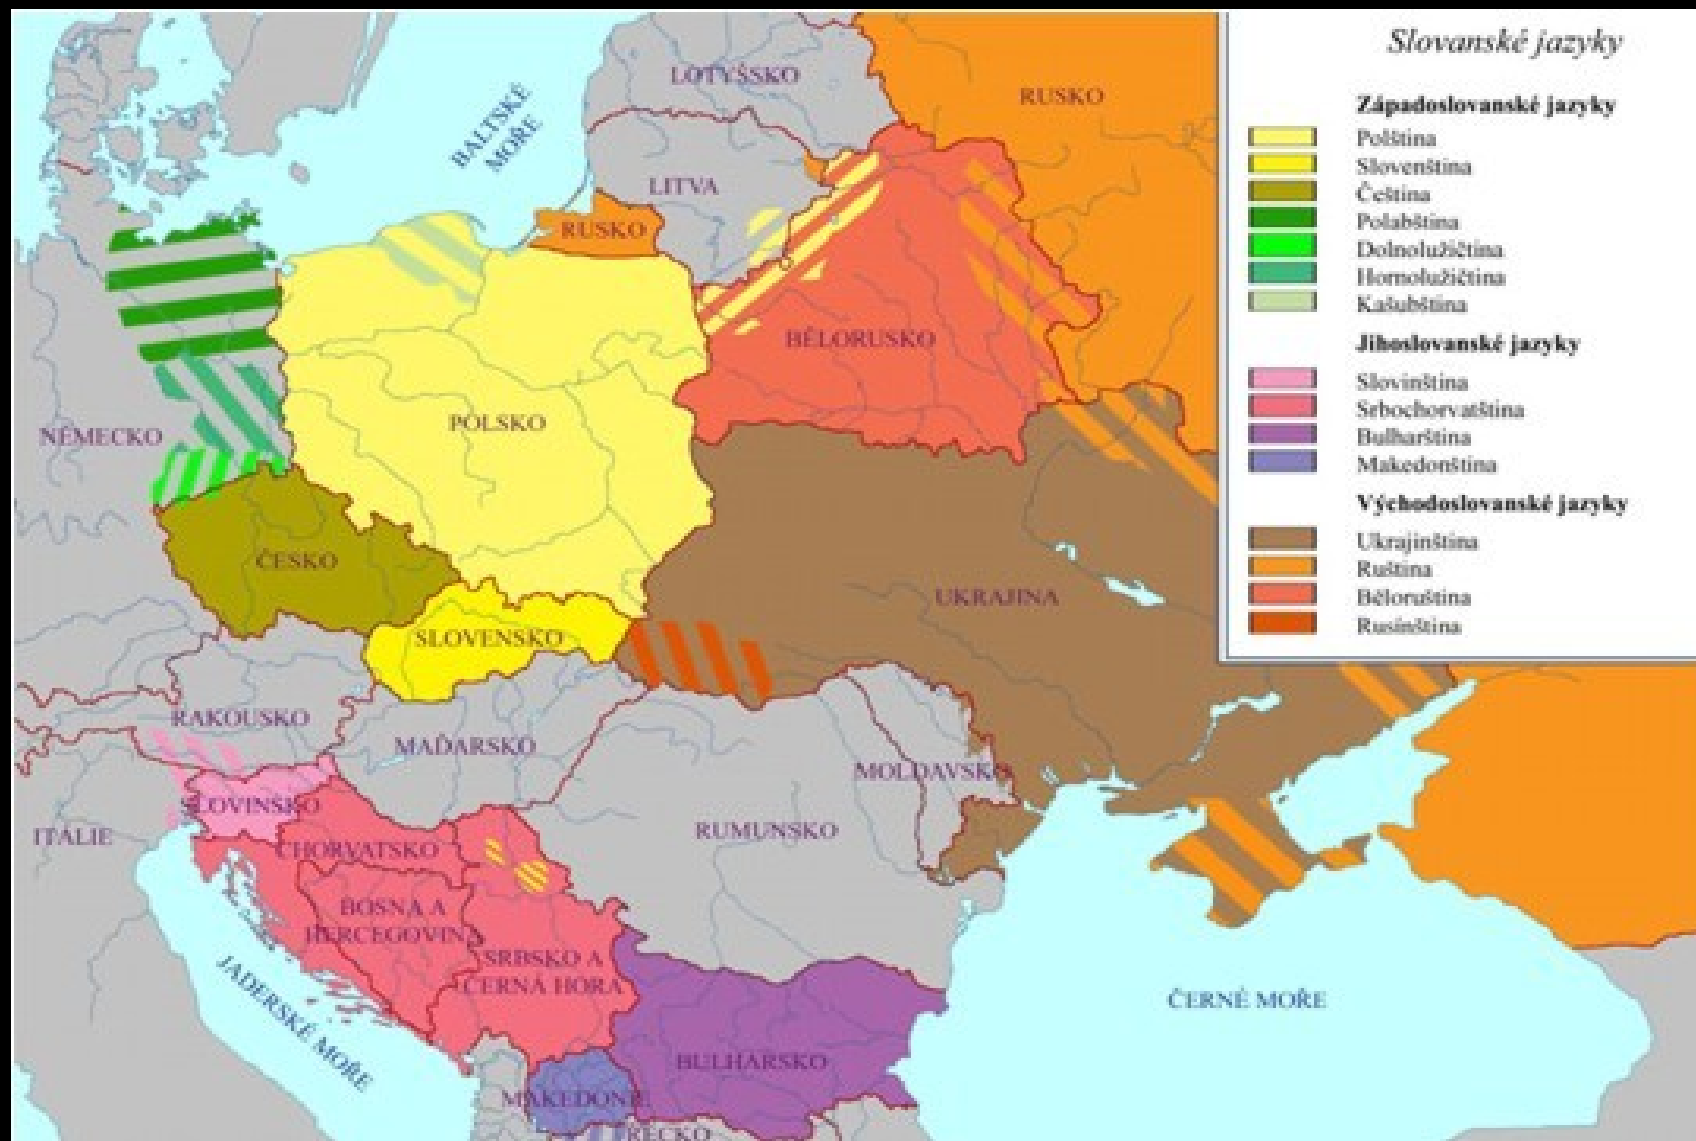 Slovanské jazyky
Západoslovanské jazyky
Polština
Slovenština
Čeština
Polabština
Dolnolužičtina
Hornolužičtina
Kašubština
Jihoslovanské jazyky
Slovinština
Srbochorvatština
Bulharština
Makedonština
Východoslovanské jazyky
Ukrajinština
Ruština
Běloruština
Rusínština
LOTYŠSKO
RUSKO
BALTSKÉ
MOŘE
LITVA
RUSKO
BĚLORUSKO
NĚMECKO
POLSKO
ČESKO
UKRAJINA
SLOVENSKO
RAKOUSKO
MAĎARSKO
MOLDAVSKO
SLOVINSKO
ITÁLIE
RUMUNSKO
CHORVATSKO
BOSNA A
HERCEGOVINA
SRBSKO A
ČERNÁ HORA
JADERSKÉ MOŘE
ČERNÉ MOŘE
BULHARSKO
MAKEDONIE
ŘECKO